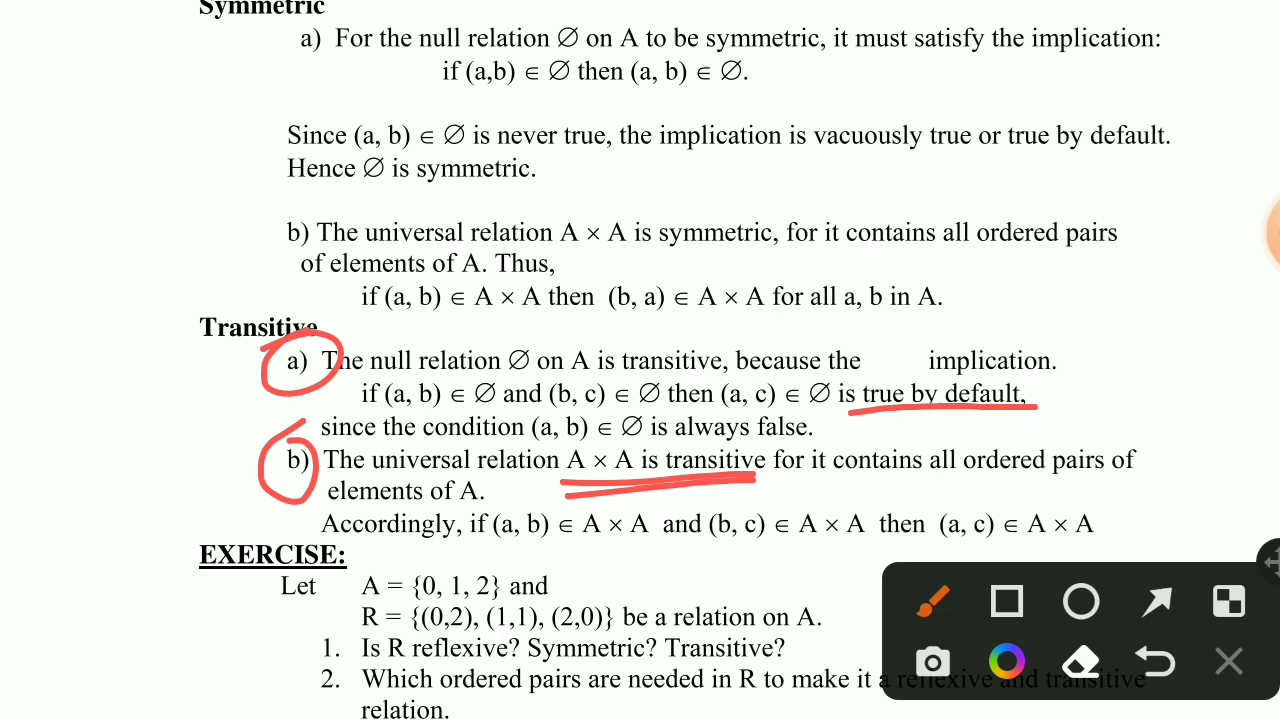 Symmetric
a) For the null relation ∅ on A to be symmetric, it must satisfy the implication:
if (a,b) ∈ ∅ then (a, b) ∈ ∅.
Since (a, b) ∈ ∅ is never true, the implication is vacuously true or true by default.
Hence ∅ is symmetric.
b) The universal relation A × A is symmetric, for it contains all ordered pairs
of elements of A. Thus,
if (a, b) ∈ A × A then (b, a) ∈ A × A for all a, b in A.
Transitive
a) The null relation ∅ on A is transitive, because the implication.
if (a, b) ∈ ∅ and (b, c) ∈ ∅ then (a, c) ∈ ∅ is true by default,
since the condition (a, b) ∈ ∅ is always false.
b) The universal relation A × A is transitive for it contains all ordered pairs of
elements of A.
Accordingly, if (a, b) ∈ A × A and (b, c) ∈ A × A then (a, c) ∈ A × A
EXERCISE:
Let A = {0, 1, 2} and
R = {(0,2), (1,1), (2,0)} be a relation on A.
1. Is R reflexive? Symmetric? Transitive?
2. Which ordered pairs are needed in R to make it a reflexive and transitive
relation.